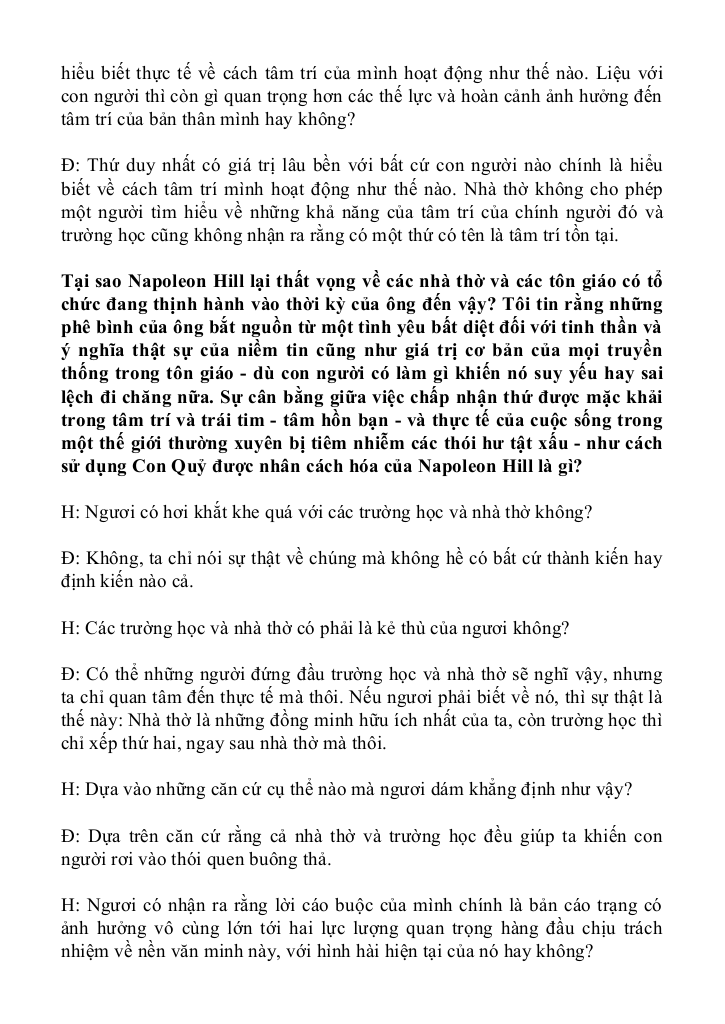 hiểu biết thực tế về cách tâm trí của mình hoạt động như thế nào. Liệu với
con người thì còn gì quan trọng hơn các thế lực và hoàn cảnh ảnh hưởng đến
tâm trí của bản thân mình hay không?
Đ: Thứ duy nhất có giá trị lâu bền với bất cứ con người nào chính là hiểu
biết về cách tâm trí mình hoạt động như thế nào. Nhà thờ không cho phép
một người tìm hiểu về những khả năng của tâm trí của chính người đó và
trường học cũng không nhận ra rằng có một thứ có tên là tâm trí tồn tại.
Tại sao Napoleon Hill lại thất vọng về các nhà thờ và các tôn giáo có tổ
chức đang thịnh hành vào thời kỳ của ông đến vậy? Tôi tin rằng những
phê bình của ông bắt nguồn từ một tình yêu bất diệt đối với tinh thần và
ý nghĩa thật sự của niềm tin cũng như giá trị cơ bản của mọi truyền
thống trong tôn giáo - dù con người có làm gì khiến nó suy yếu hay sai
lệch đi chăng nữa. Sự cân bằng giữa việc chấp nhận thứ được mặc khải
trong tâm trí và trái tim - tâm hồn bạn - và thực tế của cuộc sống trong
một thế giới thường xuyên bị tiêm nhiễm các thói hư tật xấu - như cách
sử dụng Con Quỷ được nhân cách hóa của Napoleon Hill là gì?
H: Ngươi có hơi khắt khe quá với các trường học và nhà thờ không?
Đ: Không, ta chỉ nói sự thật về chúng mà không hề có bất cứ thành kiến hay
định kiến nào cả.
H: Các trường học và nhà thờ có phải là kẻ thù của ngươi không?
Đ: Có thể những người đứng đầu trường học và nhà thờ sẽ nghĩ vậy, nhưng
ta chỉ quan tâm đến thực tế mà thôi. Nếu ngươi phải biết về nó, thì sự thật là
thế này: Nhà thờ là những đồng minh hữu ích nhất của ta, còn trường học thì
chỉ xếp thứ hai, ngay sau nhà thờ mà thôi.
H: Dựa vào những căn cứ cụ thể nào mà ngươi dám khẳng định như vậy?
Đ: Dựa trên căn cứ rằng cả nhà thờ và trường học đều giúp ta khiến con
người rơi vào thói quen buông thả.
H: Ngươi có nhận ra rằng lời cáo buộc của mình chính là bản cáo trạng có
ảnh hưởng vô cùng lớn tới hai lực lượng quan trọng hàng đầu chịu trách
nhiệm về nền văn minh này, với hình hài hiện tại của nó hay không?